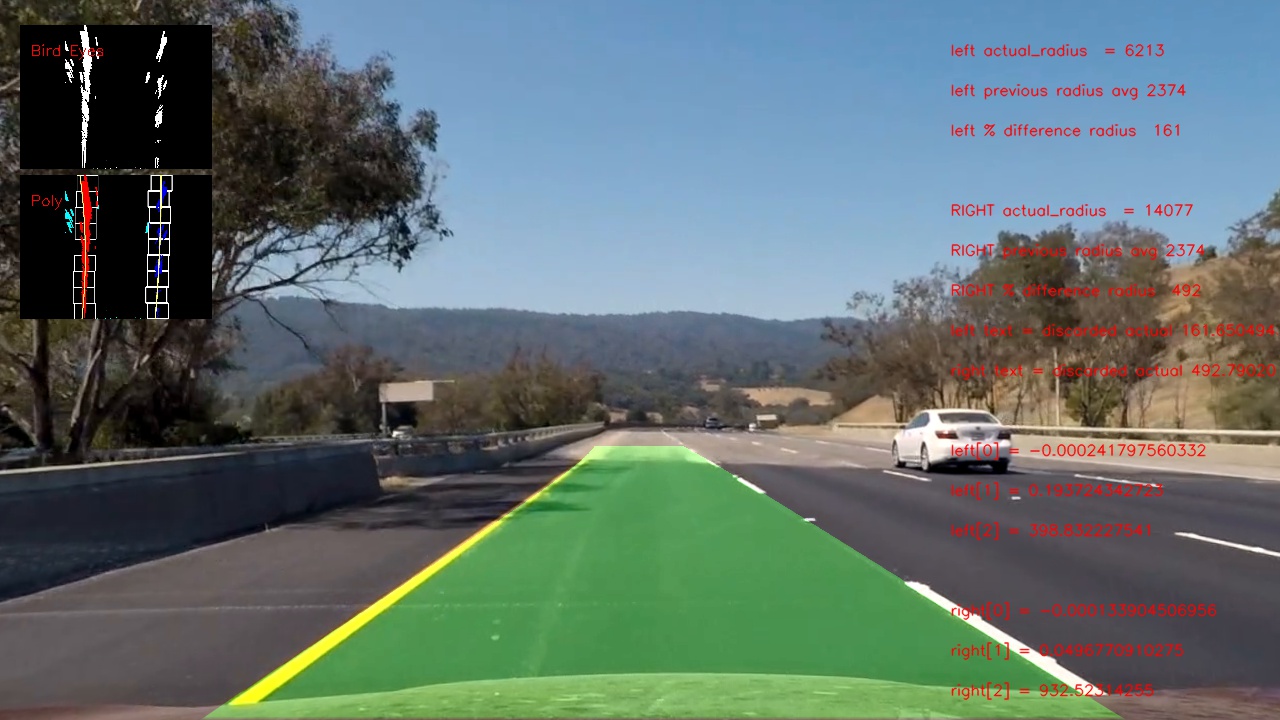 Bird Eyes
Poly
left actual_radius = 6213
left previous radius avg 2374
left % difference radius 161
RIGHT actual_radius = 14077
RIGHT previous radius avg 2374
RIGHT % difference radius 492
left text = discarded actual 161.650494
right text = discarded actual 492.79020
left[0] = -0.000241797560332
left[1] = 0.193724342723
left[2] = 398.832227541
right[0] = -0.000133904506958
right[1] = 0.0496770910275
right[2] = 932.52314255